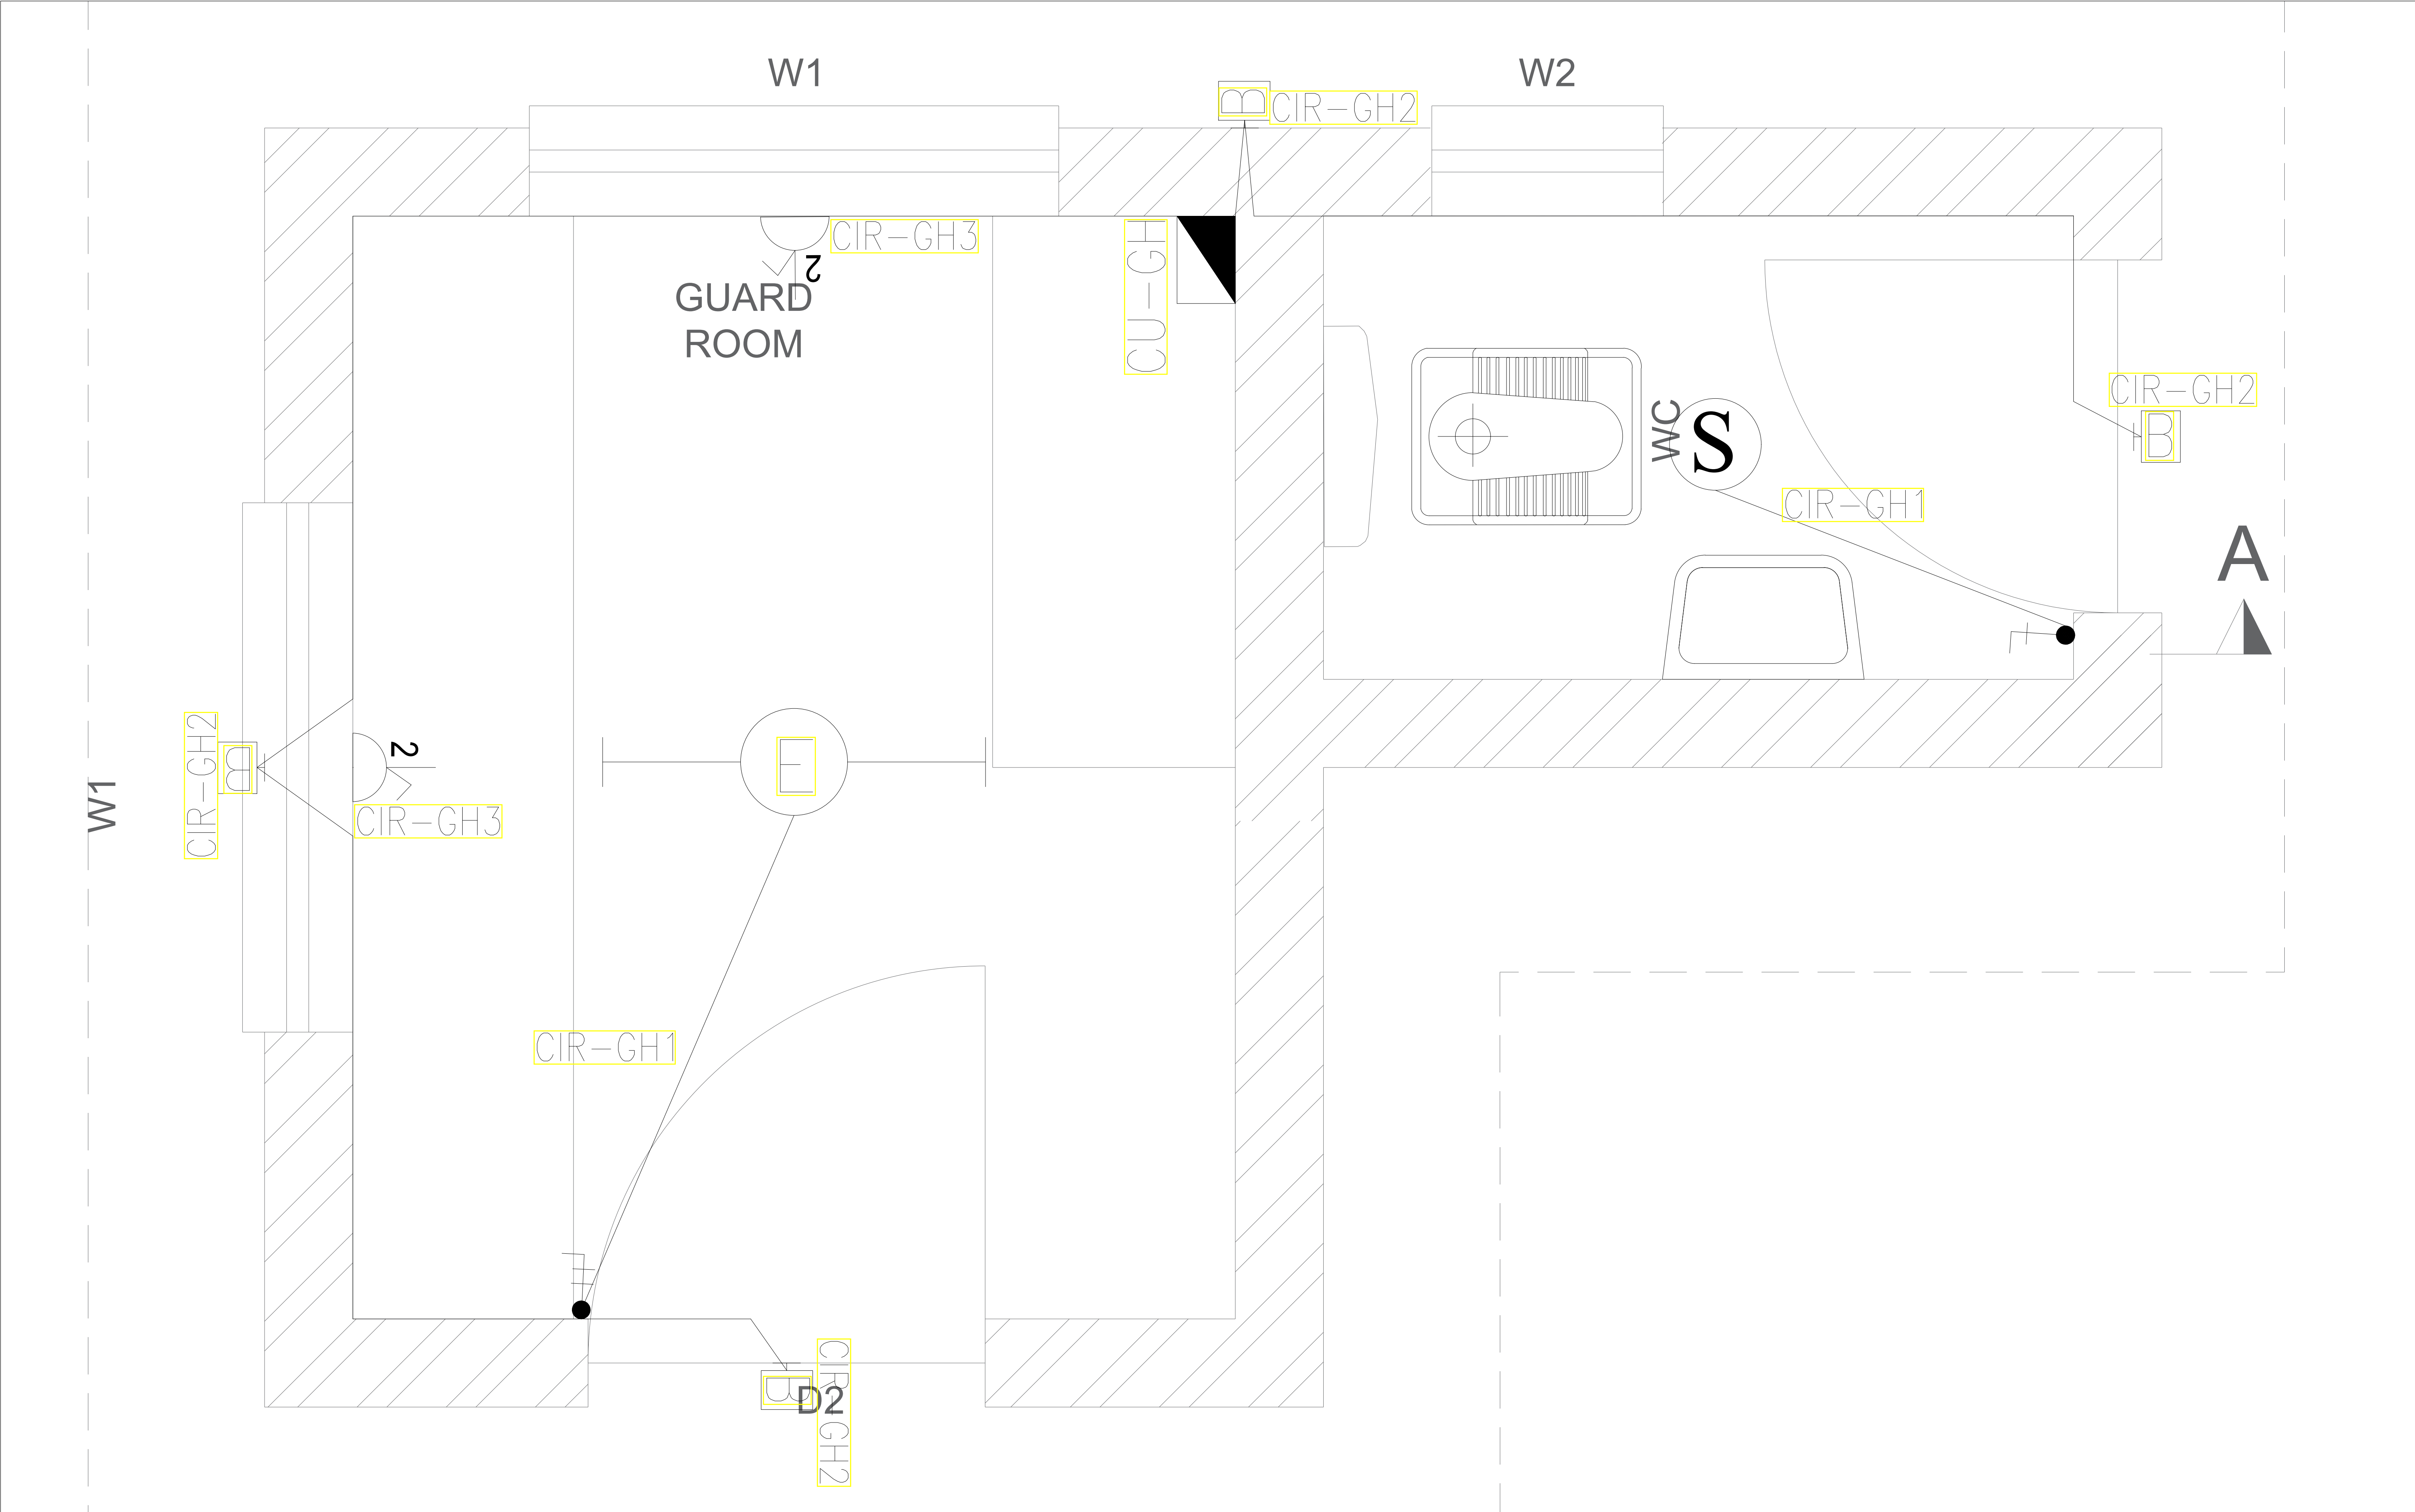 W1
W2
B
CIR-GH2
CIR-GH3
2
GUARD
ROOM
CU-GH
CIR-GH2
B
WC
S
CIR-GH1
A
CIR-GH2
B
W1
2
CIR-GH3
E
CIR-GH1
B
D2
CIR-GH2